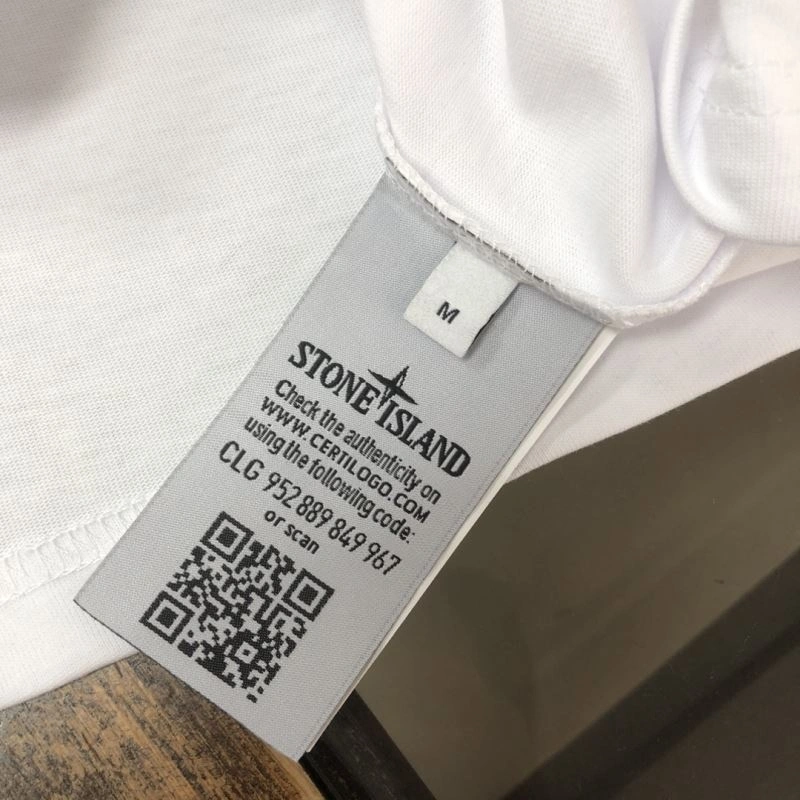 M
STONE ISLAND
Check the authenticity on
WWW.CERTILOGO.COM
using the following code:
CLG 952 889 849 967
or scan